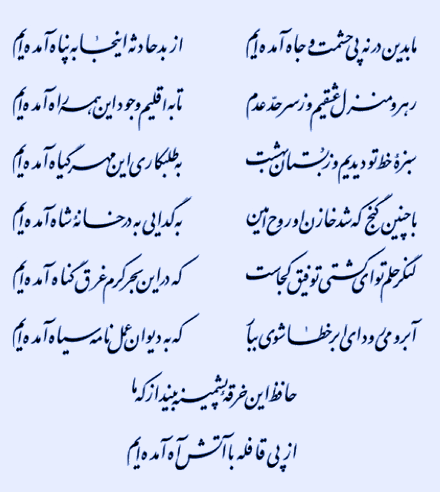 ما بدین در نه پی حشمت و جاه آمده‌ایم
از بد حادثه اینجا به پناه آمده‌ایم
رهرو منزل عشقیم و ز سرحد عدم
تا به اقلیم وجود این همه راه آمده‌ایم
سبزهٔ خط تو دیدیم و ز بستان بهشت
به طلبکاری این مهر گیاه آمده‌ایم
با چنین گنج که شد خازن او روح امین
به گدایی به در خانهٔ شاه آمده‌ایم
لنگر حلم تو ای کشتی توفیق کجاست
که در این بحر کرم غرق گناه آمده‌ایم
آبرو می‌رود ای ابر خطاشوی ببار
که به دیوان عمل نامه سیاه آمده‌ایم
حافظ این خرقهٔ پشمینه بینداز که ما
از پی قافله با آتش آه آمده‌ایم